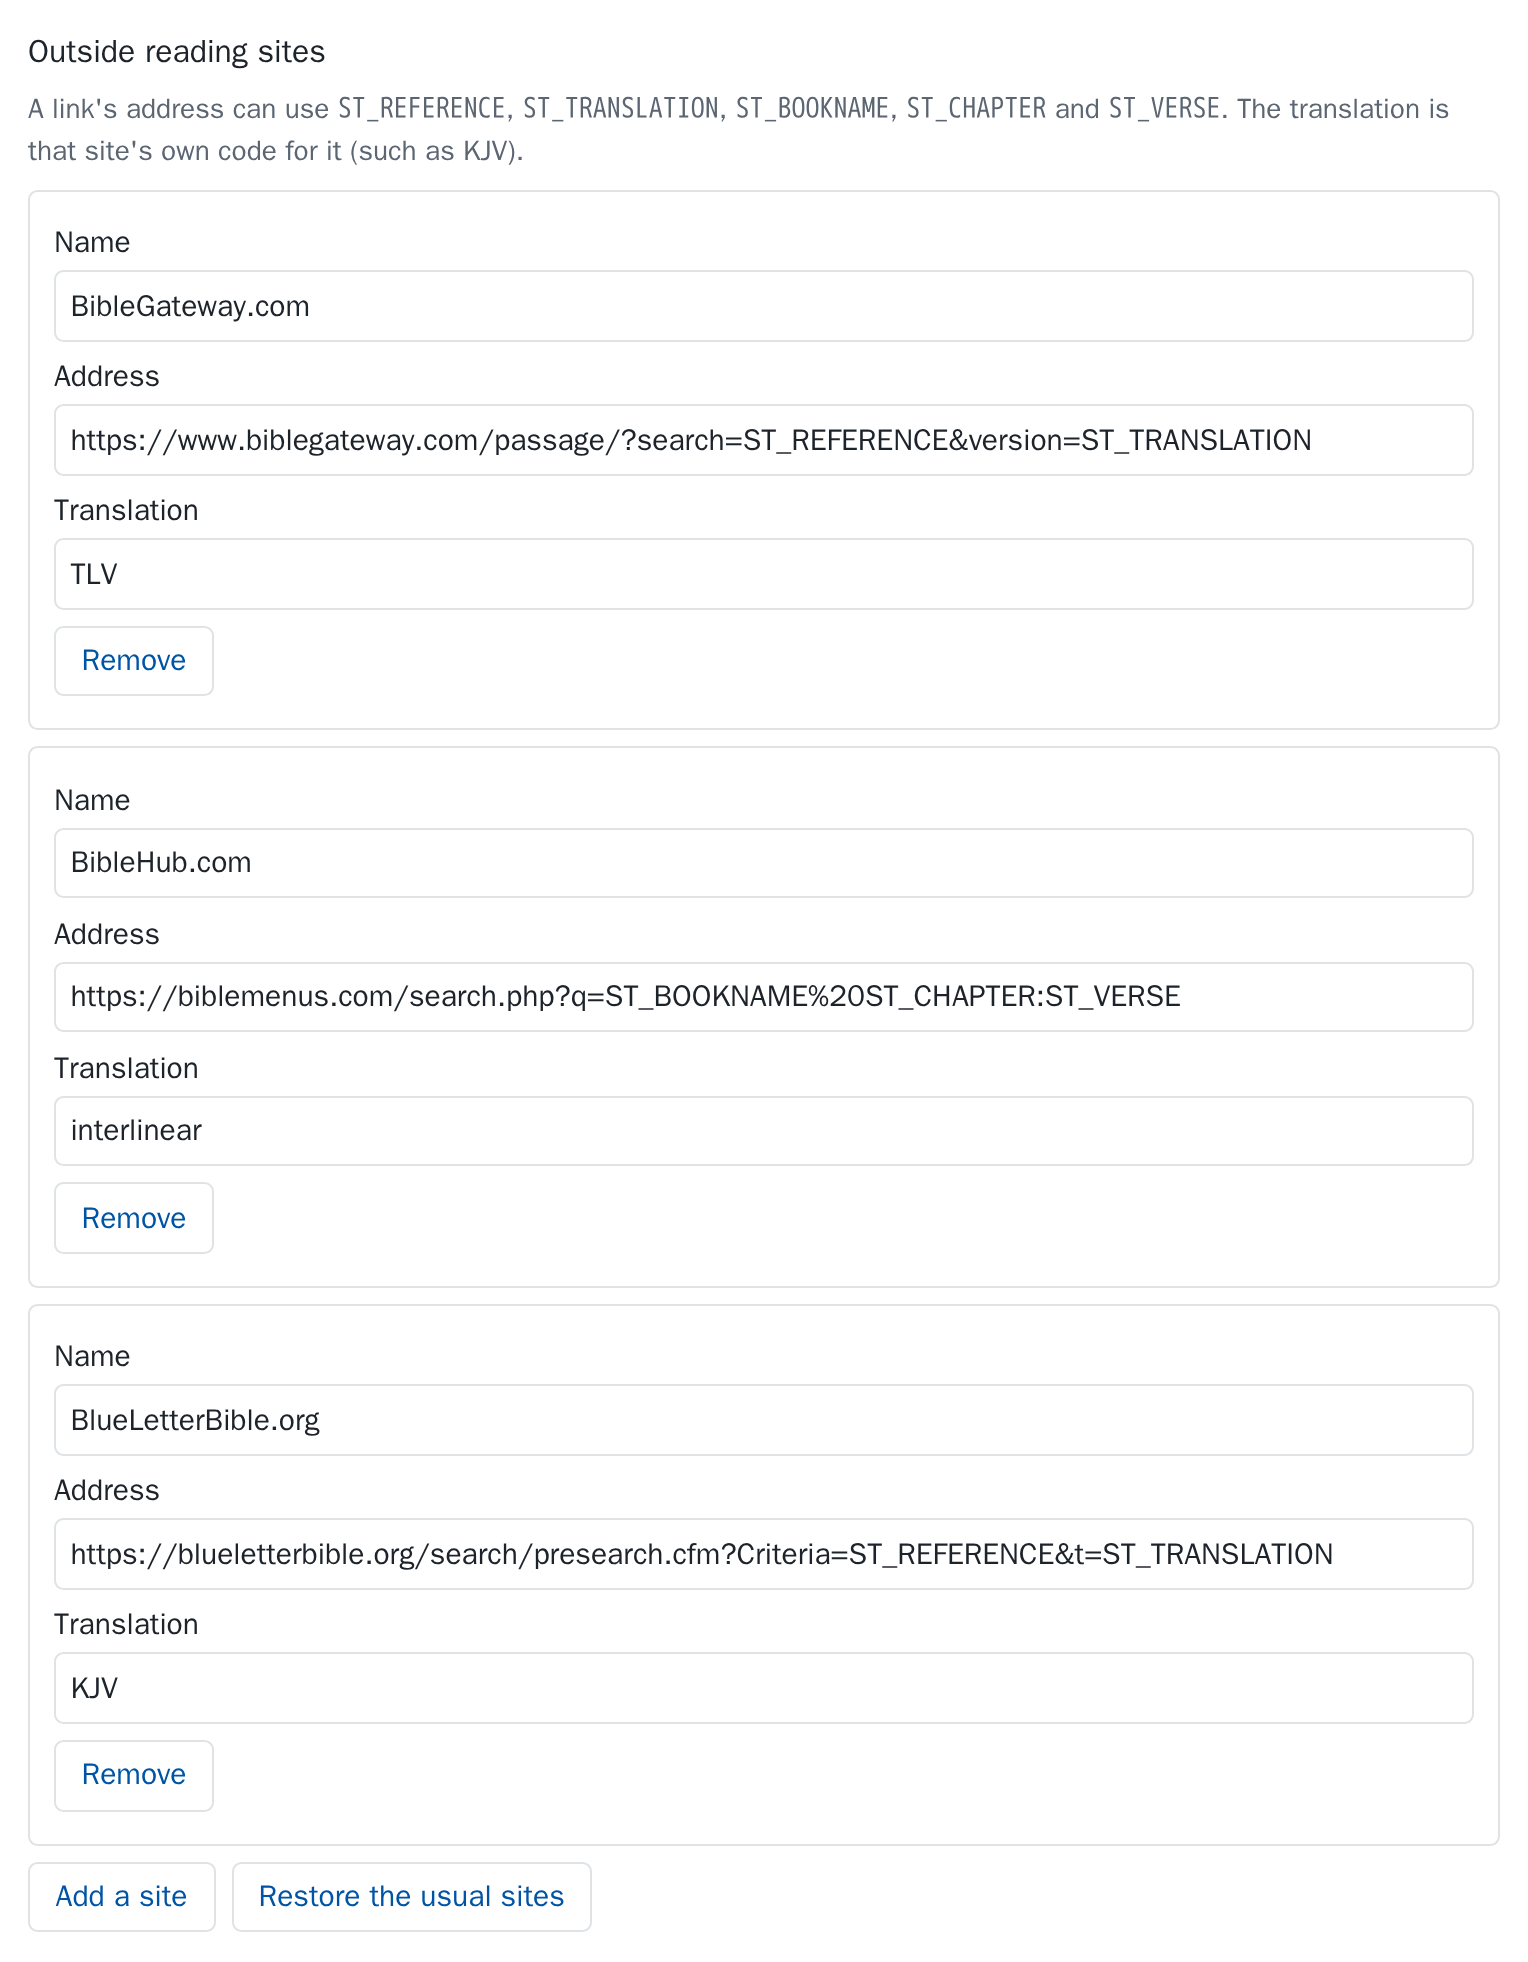 Outside reading sites
A link's address can use ST_REFERENCE, ST_TRANSLATION, ST_BOOKNAME, ST_CHAPTER and ST_VERSE. The translation is
that site's own code for it (such as KJV).
Name
BibleGateway.com
Address
https://www.biblegateway.com/passage/?search=ST_REFERENCE&version=ST_TRANSLATION
Translation
TLV
Remove
Name
BibleHub.com
Address
https://biblemenus.com/search.php?q=ST_BOOKNAME%20ST_CHAPTER:ST_VERSE
Translation
interlinear
Remove
Name
BlueLetterBible.org
Address
https://blueletterbible.org/search/presearch.cfm?Criteria=ST_REFERENCE&t=ST_TRANSLATION
Translation
KJV
Remove
Add a site
Restore the usual sites